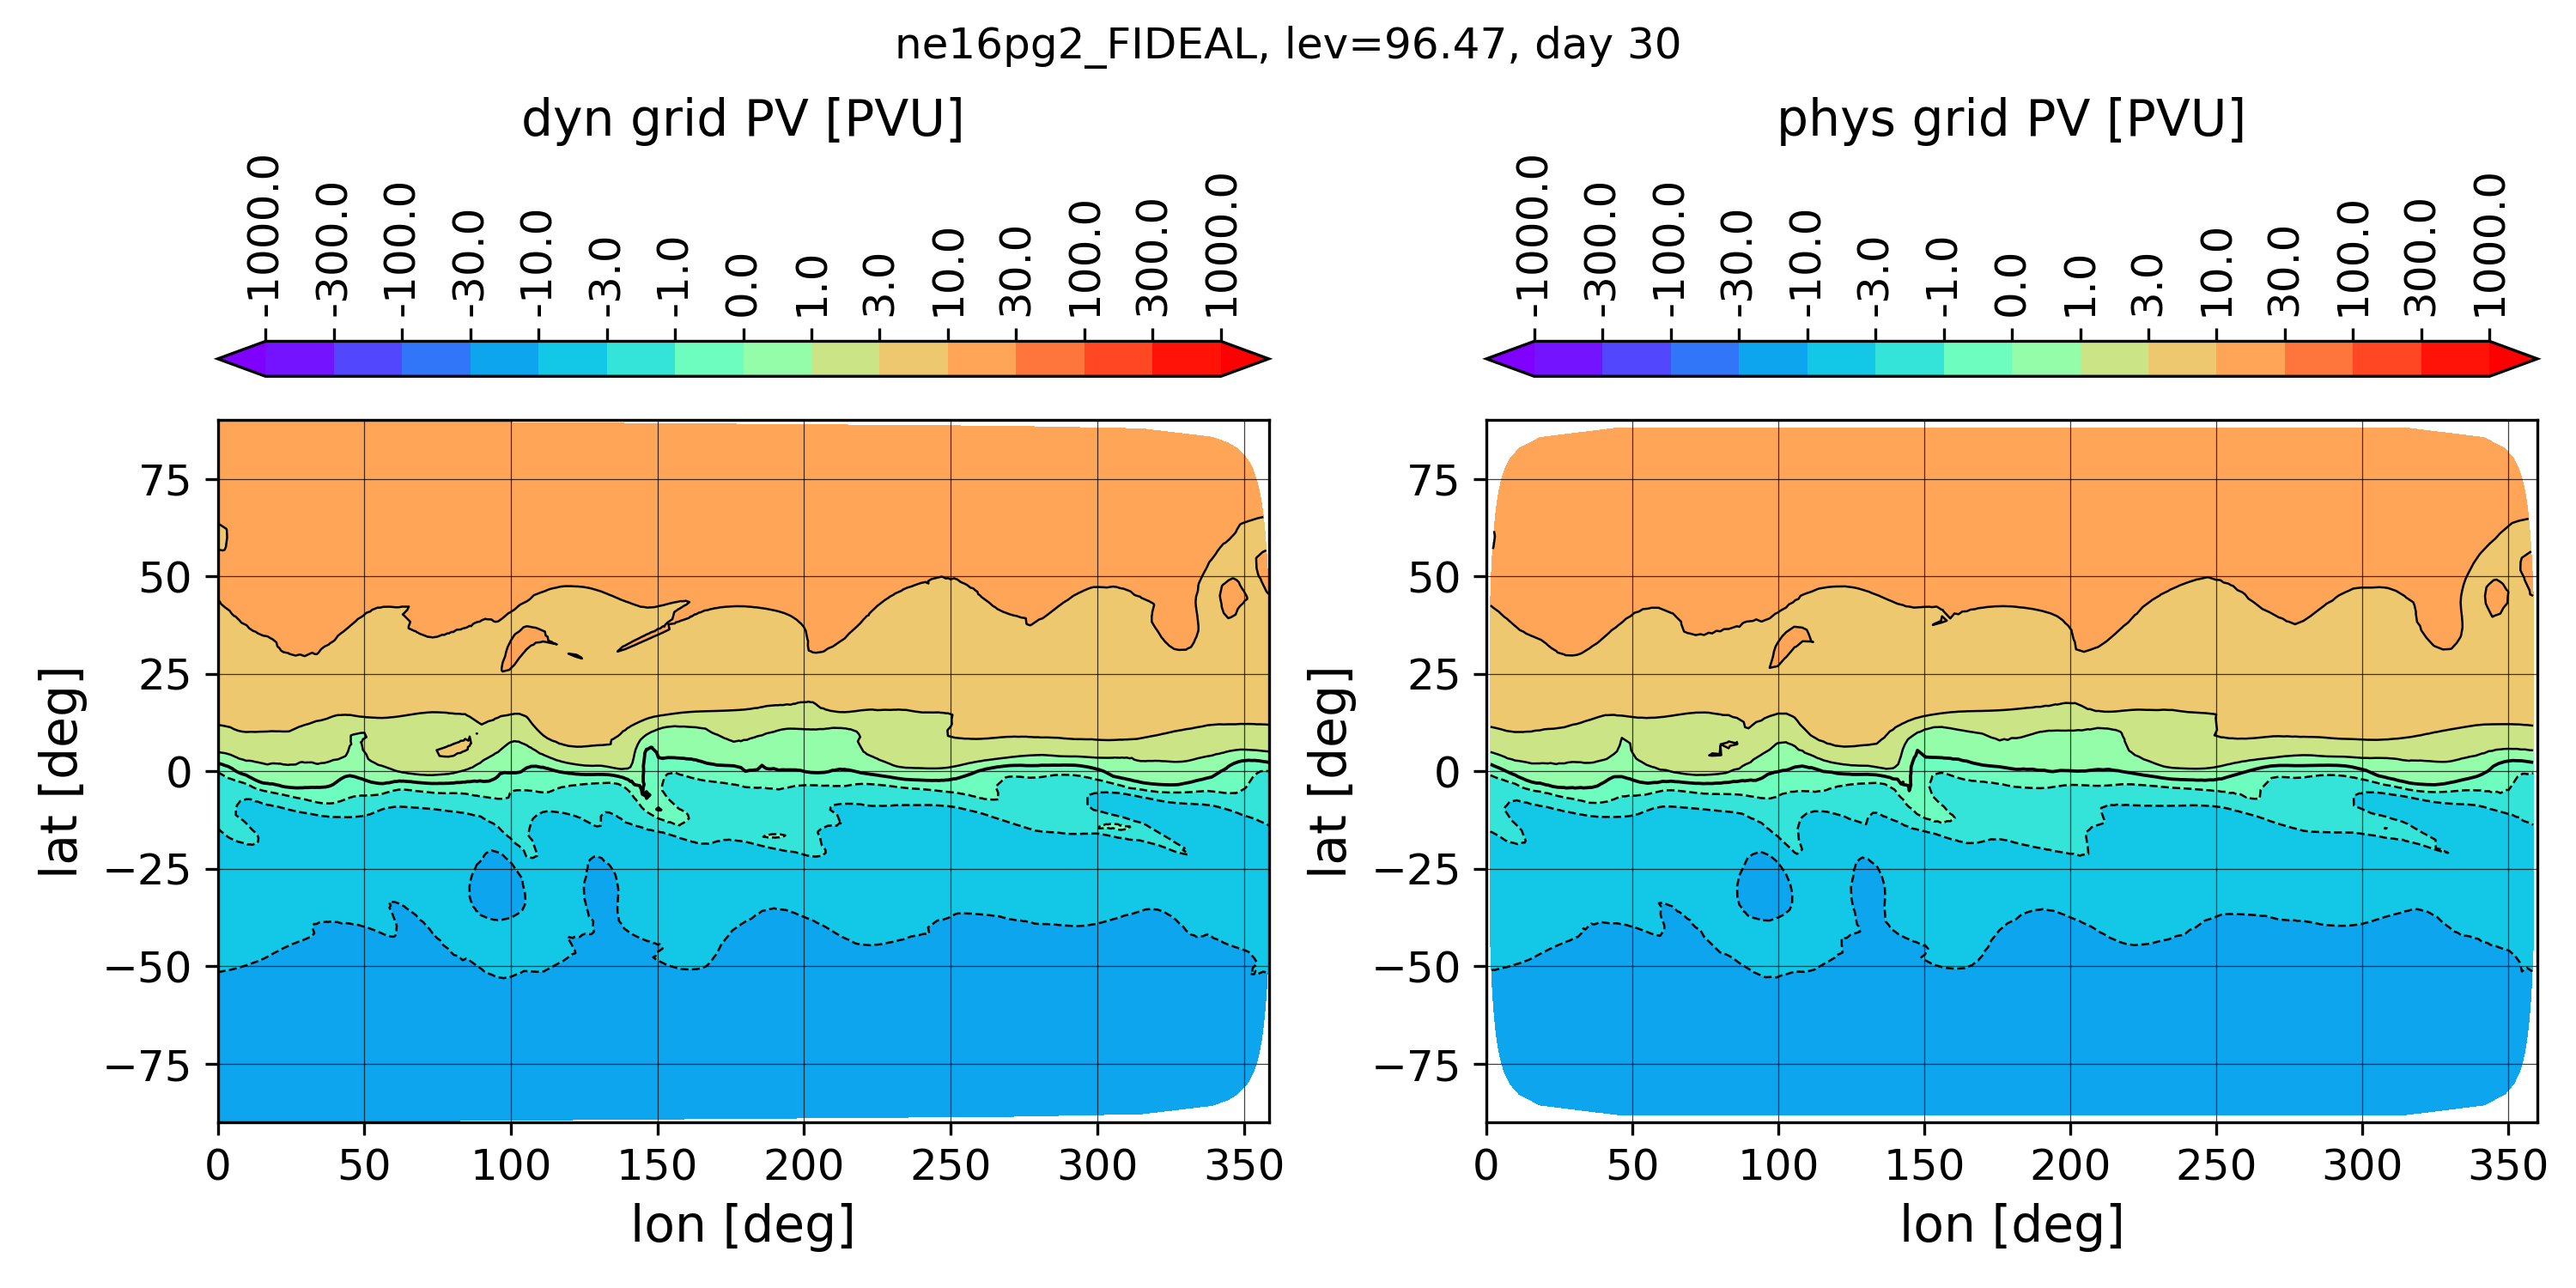 ne16pg2_FIDEAL, lev=96.47, day 30
dyn grid PV [PVU]
-1000.0 -300.0 -100.0 -30.0 -10.0 -3.0 -1.0 0.0 1.0 3.0 10.0 30.0 100.0 300.0 1000.0
75
50
25
0
−25
−50
−75
lat [deg]
0 50 100 150 200 250 300 350
lon [deg]
phys grid PV [PVU]
-1000.0 -300.0 -100.0 -30.0 -10.0 -3.0 -1.0 0.0 1.0 3.0 10.0 30.0 100.0 300.0 1000.0
75
50
25
0
−25
−50
−75
lat [deg]
0 50 100 150 200 250 300 350
lon [deg]